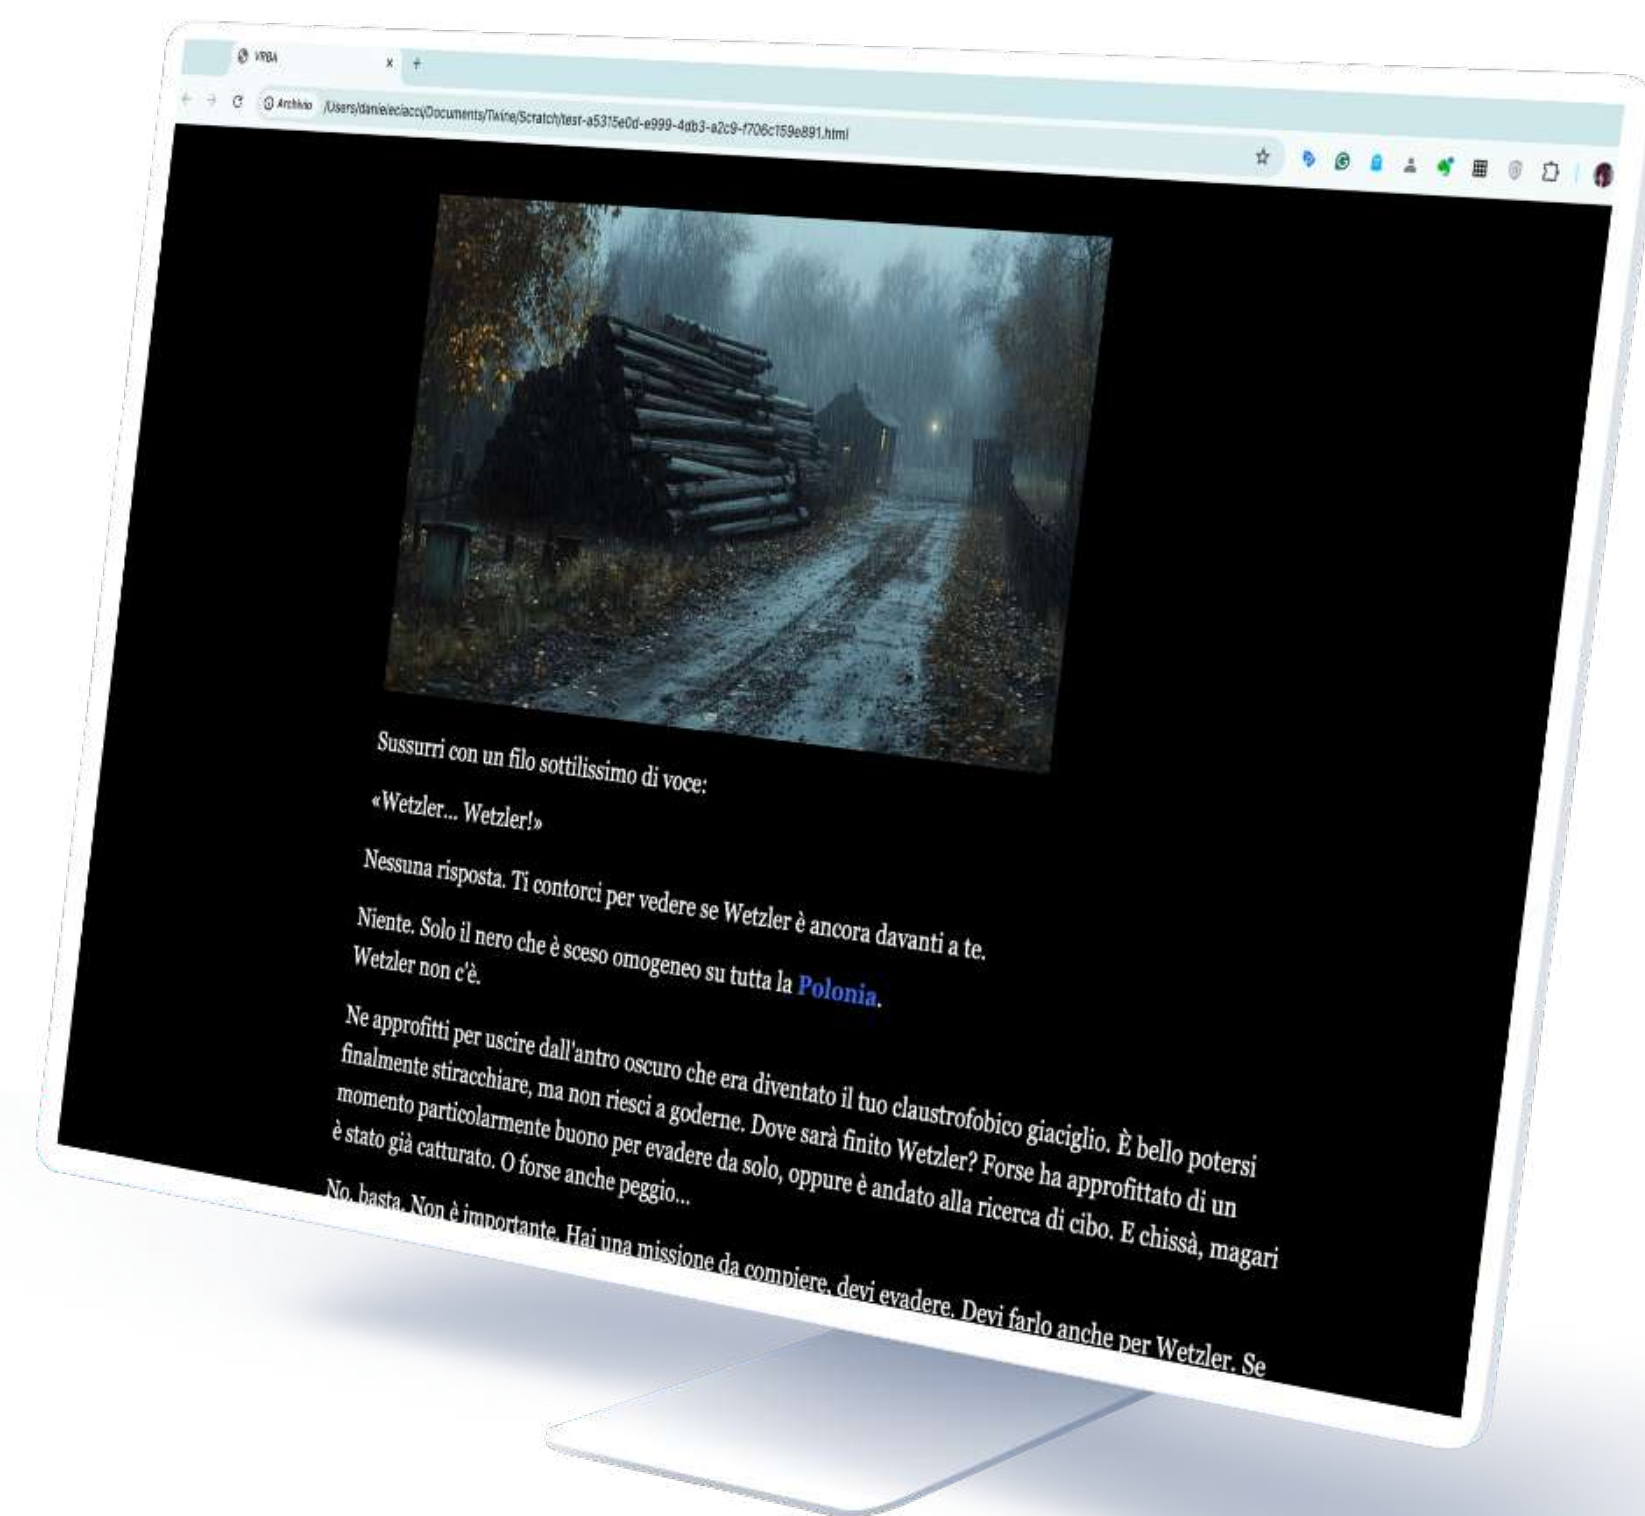 VRBA
Archivio
/Users/danieleciacci/Documents/Twine/Scratch/test-a5315e0d-e999-4db3-a2c9-f706c159e891.html
Sussurri con un filo sottilissimo di voce:
«Wetzler... Wetzler!»
Nessuna risposta. Ti contorci per vedere se Wetzler è ancora davanti a te.
Niente. Solo il nero che è sceso omogeneo su tutta la Polonia.
Wetzler non c'è.
Ne approfitti per uscire dall'antro oscuro che era diventato il tuo claustrofobico giaciglio. È bello potersi
finalmente stiracchiare, ma non riesci a goderne. Dove sarà finito Wetzler? Forse ha approfittato di un
momento particolarmente buono per evadere da solo, oppure è andato alla ricerca di cibo. E chissà, magari
è stato già catturato. O forse anche peggio...
No, basta. Non è importante. Hai una missione da compiere, devi evadere. Devi farlo anche per Wetzler. Se